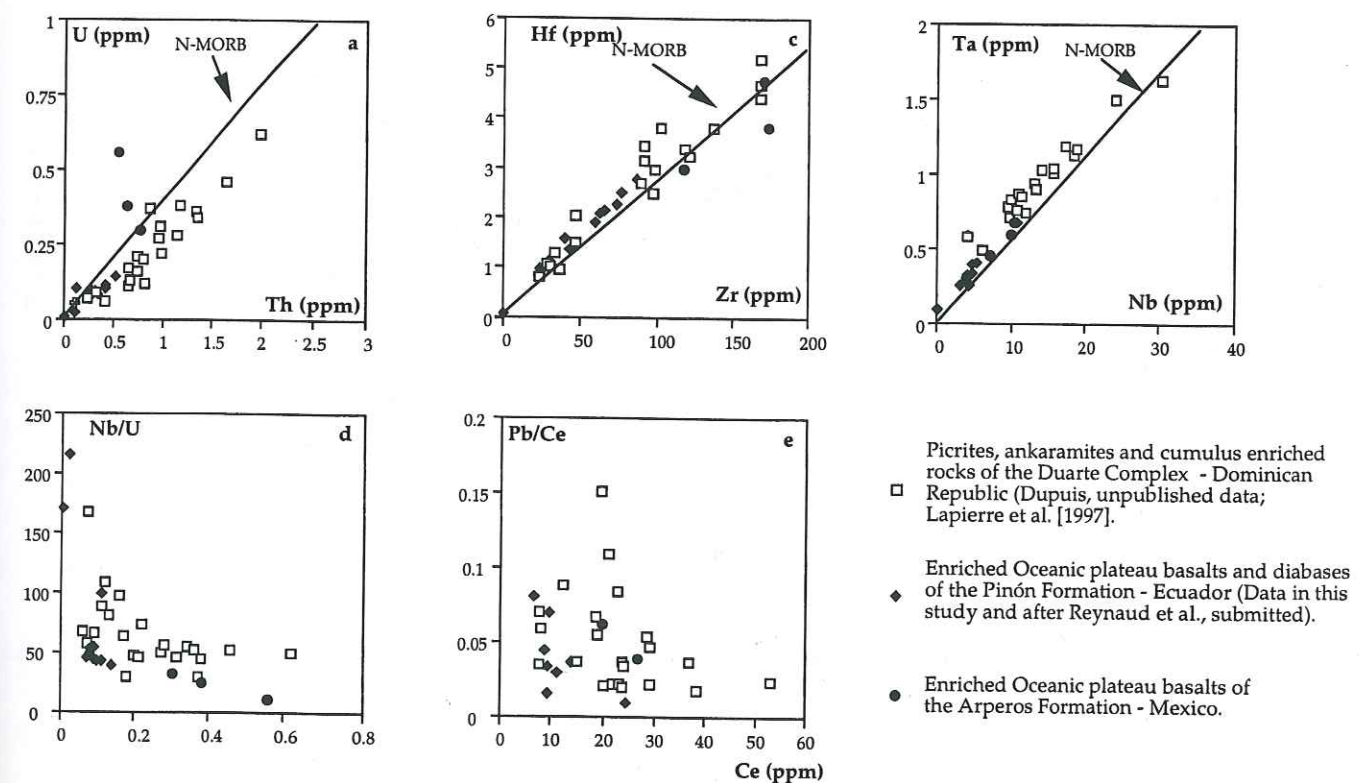 U (ppm)
a
N-MORB
1
0.75
0.5
0.25
0
Th (ppm)
0 0.5 1 1.5 2 2.5 3
Hf (ppm)
c
N-MORB
6
5
4
3
2
1
0
Zr (ppm)
0 50 100 150 200
Ta (ppm)
N-MORB
2
1.5
1
0.5
0
Nb (ppm)
0 10 20 30 40
Nb/U
d
250
200
150
100
50
0
0 0.2 0.4 0.6 0.8
Pb/Ce
e
0.2
0.15
0.1
0.05
0
0 10 20 30 40 50 60
Ce (ppm)
Picrites, ankaramites and cumulus enriched
rocks of the Duarte Complex - Dominican
Republic (Dupuis, unpublished data;
Lapierre et al. [1997].
Enriched Oceanic plateau basalts and diabases
of the Pinón Formation - Ecuador (Data in this
study and after Reynaud et al., submitted).
Enriched Oceanic plateau basalts of
the Arperos Formation - Mexico.